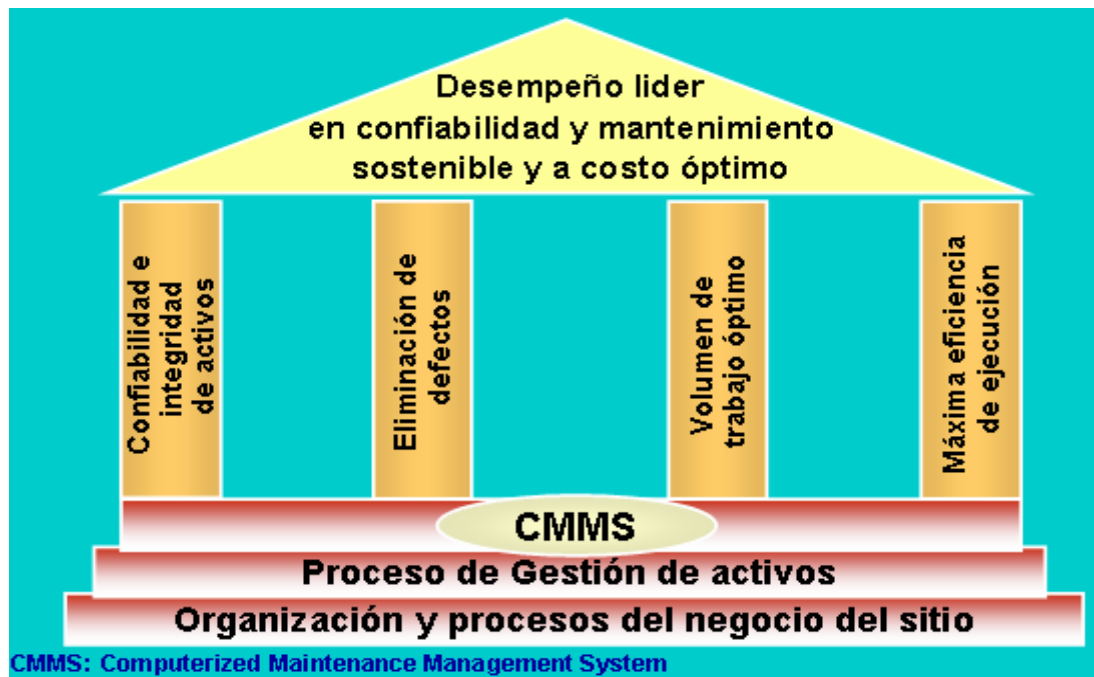 Desempeño lider
en confiabilidad y mantenimiento
sostenible y a costo óptimo
Confiabilidad e
integridad
de activos
Eliminación de
defectos
Volumen de
trabajo óptimo
Máxima eficiencia
de ejecución
CMMS
Proceso de Gestión de activos
Organización y procesos del negocio del sitio
CMMS: Computerized Maintenance Management System